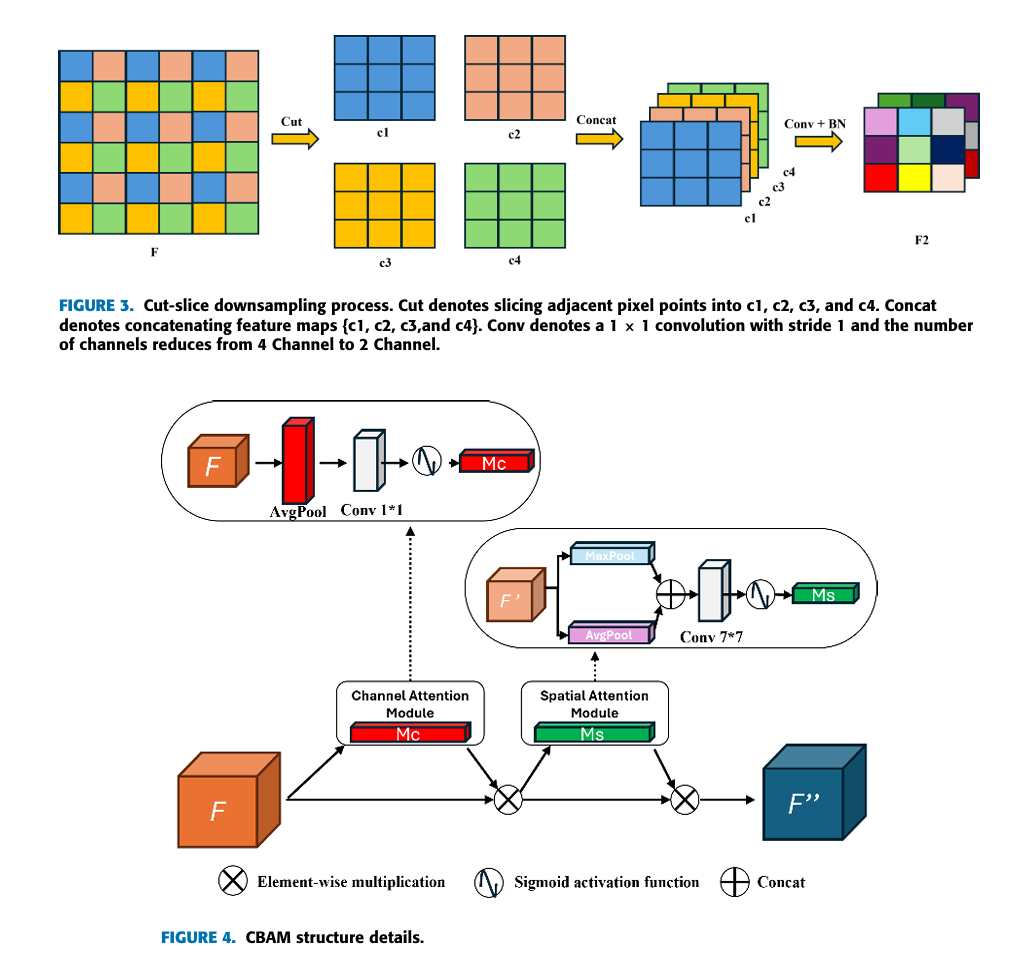 Cut
c1
c2
Concat
Conv + BN
c4
c3
c2
c1
F
c3
c4
F2
FIGURE 3. Cut-slice downsampling process. Cut denotes slicing adjacent pixel points into c1, c2, c3, and c4. Concat
denotes concatenating feature maps {c1, c2, c3,and c4}. Conv denotes a 1 × 1 convolution with stride 1 and the number
of channels reduces from 4 Channel to 2 Channel.
F
Mc
AvgPool
Conv 1*1
MaxPool
F'
Ms
AvgPool
Conv 7*7
Channel Attention
Module
Mc
Spatial Attention
Module
Ms
F
F''
Element-wise multiplication
Sigmoid activation function
Concat
FIGURE 4. CBAM structure details.